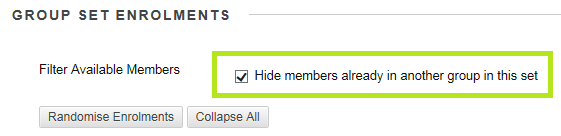 GROUP SET ENROLMENTS
Filter Available Members Hide members already in another group in this set
Randomise Enrolments Collapse All